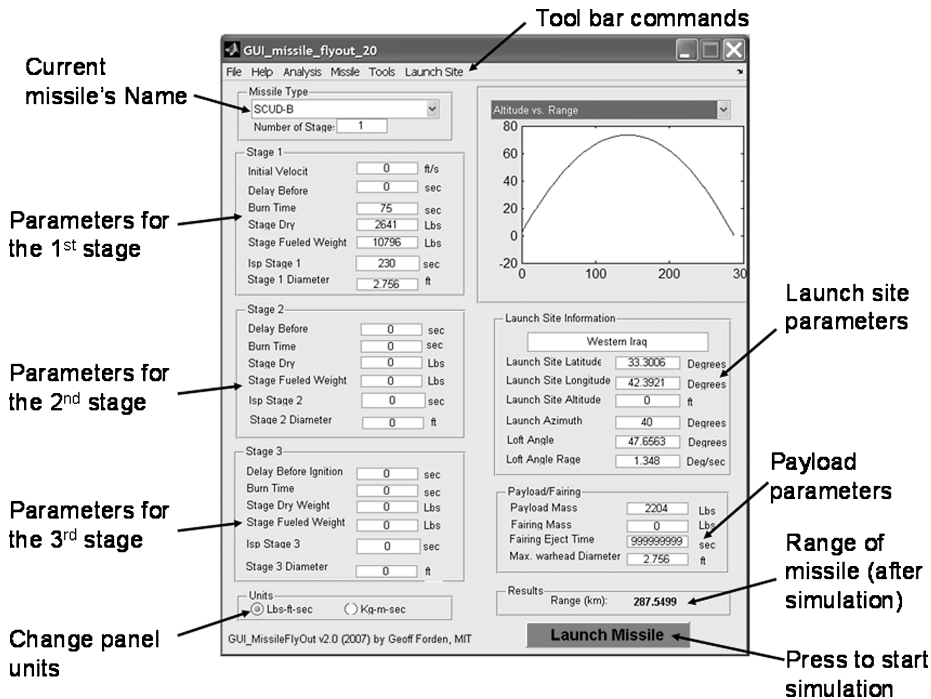 Tool bar commands
Current
missile's Name
Parameters for
the 1st stage
Parameters for
the 2nd stage
Parameters for
the 3rd stage
Change panel
units
GUI_missile_flyout_20
File Help Analysis Missile Tools Launch Site
Missile Type
SCUD-B
Number of Stage: 1
Stage 1
Initial Velocit 0 ft/s
Delay Before 0 sec
Burn Time 75 sec
Stage Dry 2641 Lbs
Stage Fueled Weight 10796 Lbs
Isp Stage 1 230 sec
Stage 1 Diameter 2.756 ft
Stage 2
Delay Before 0 sec
Burn Time 0 sec
Stage Dry 0 Lbs
Stage Fueled Weight 0 Lbs
Isp Stage 2 0 sec
Stage 2 Diameter 0 ft
Stage 3
Delay Before Ignition 0 sec
Burn Time 0 sec
Stage Dry Weight 0 Lbs
Stage Fueled Weight 0 Lbs
Isp Stage 3 0 sec
Stage 3 Diameter 0 ft
Units
Lbs-ft-sec Kg-m-sec
GUI_MissileFlyOut v2.0 (2007) by Geoff Forden, MIT
Altitude vs. Range
80
60
40
20
0
-20
0 100 200 30
Launch Site Information
Western Iraq
Launch Site Latitude 33.3006 Degrees
Launch Site Longitude 42.3921 Degrees
Launch Site Altitude 0 ft
Launch Azimuth 40 Degrees
Loft Angle 47.6563 Degrees
Loft Angle Rage 1.348 Deg/sec
Payload/Fairing
Payload Mass 2204 Lbs
Fairing Mass 0 Lbs
Fairing Eject Time 999999999 sec
Max. warhead Diameter 2.756 ft
Results
Range (km): 287.5499
Launch Missile
Launch site
parameters
Payload
parameters
Range of
missile (after
simulation)
Press to start
simulation